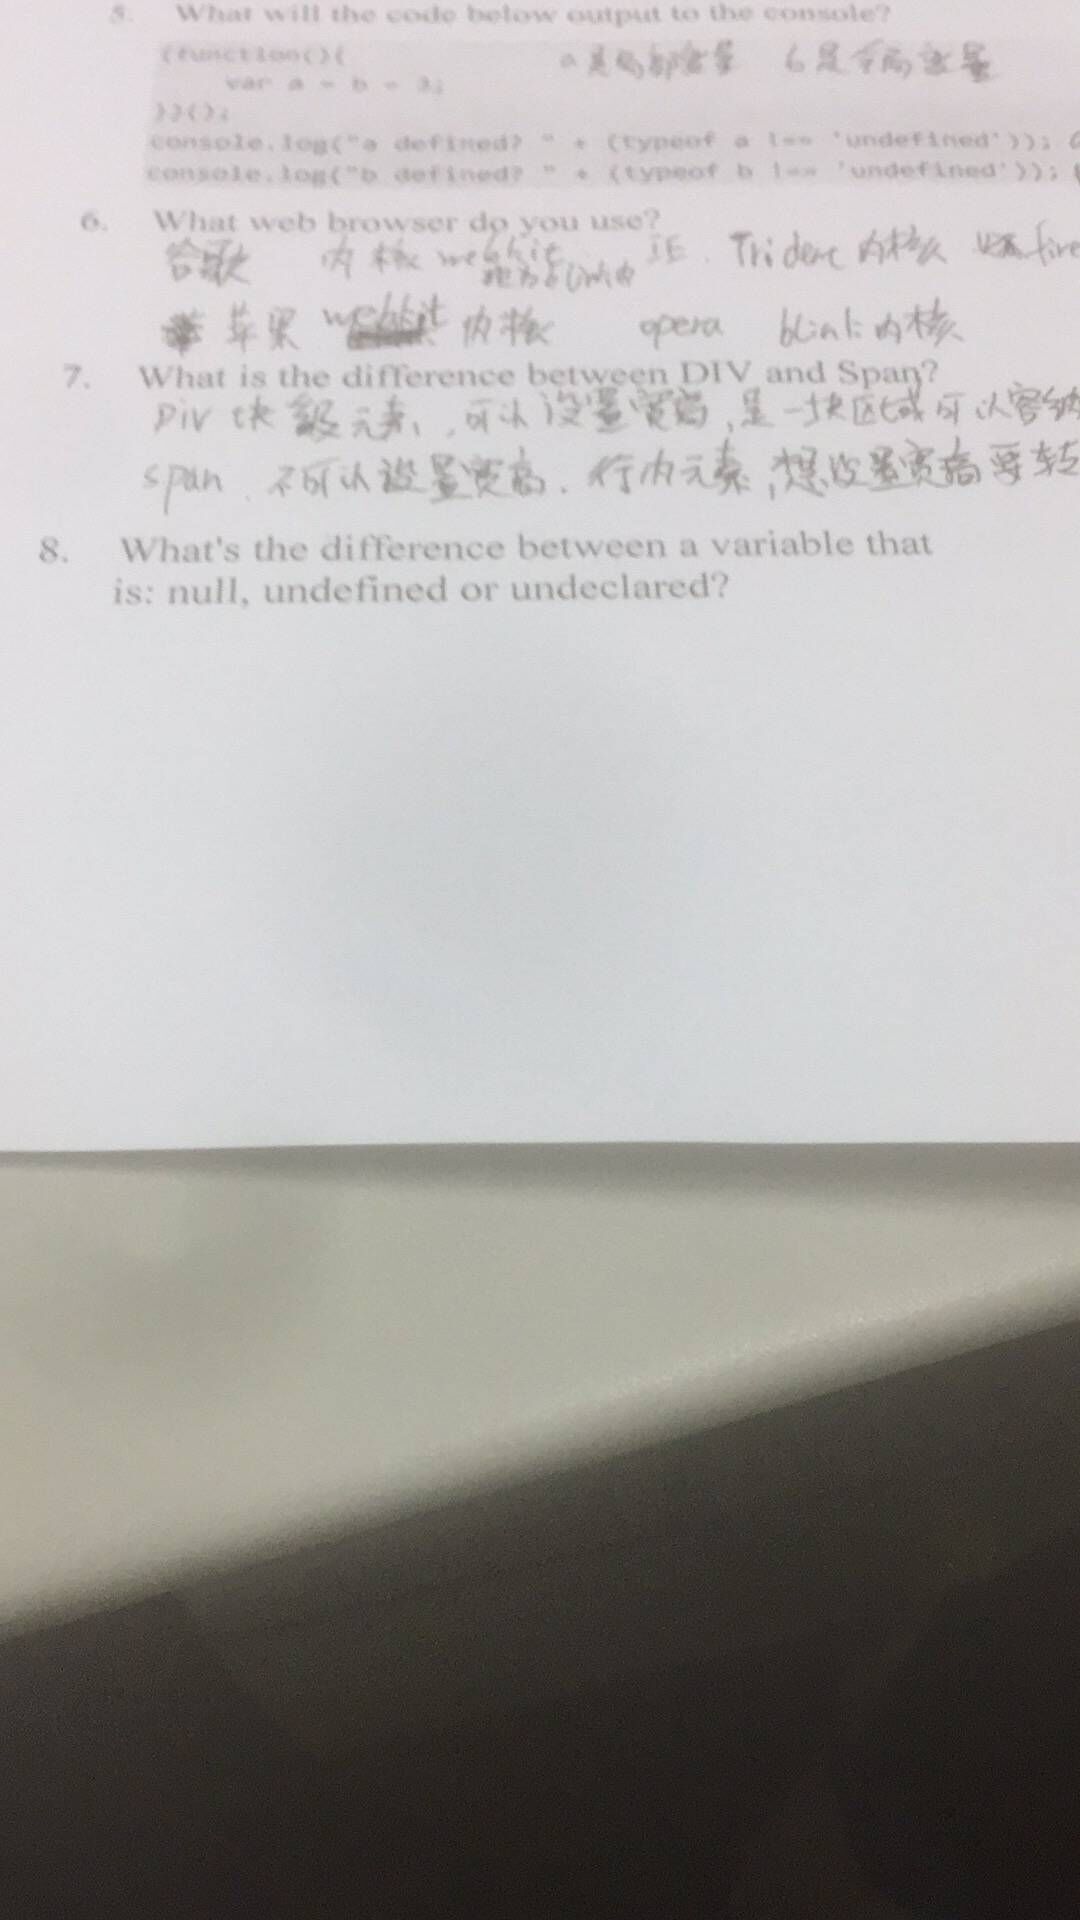 5. What will the code below output to the console?
(function(){ a是局部变量 b是全局变量
var a = b = 3;
})();
console.log("a defined? " + (typeof a !== 'undefined'));
console.log("b defined? " + (typeof b !== 'undefined'));
6. What web browser do you use?
谷歌 内核 webkit IE. Trident 内核 fire
现为blink内
苹果 webkit 内核 opera blink 内核
7. What is the difference between DIV and Span?
Div 块级元素,可以设置宽高,是一块区域可以容纳
span. 不可以设置宽高. 行内元素,想设置宽高要转
8. What's the difference between a variable that
is: null, undefined or undeclared?